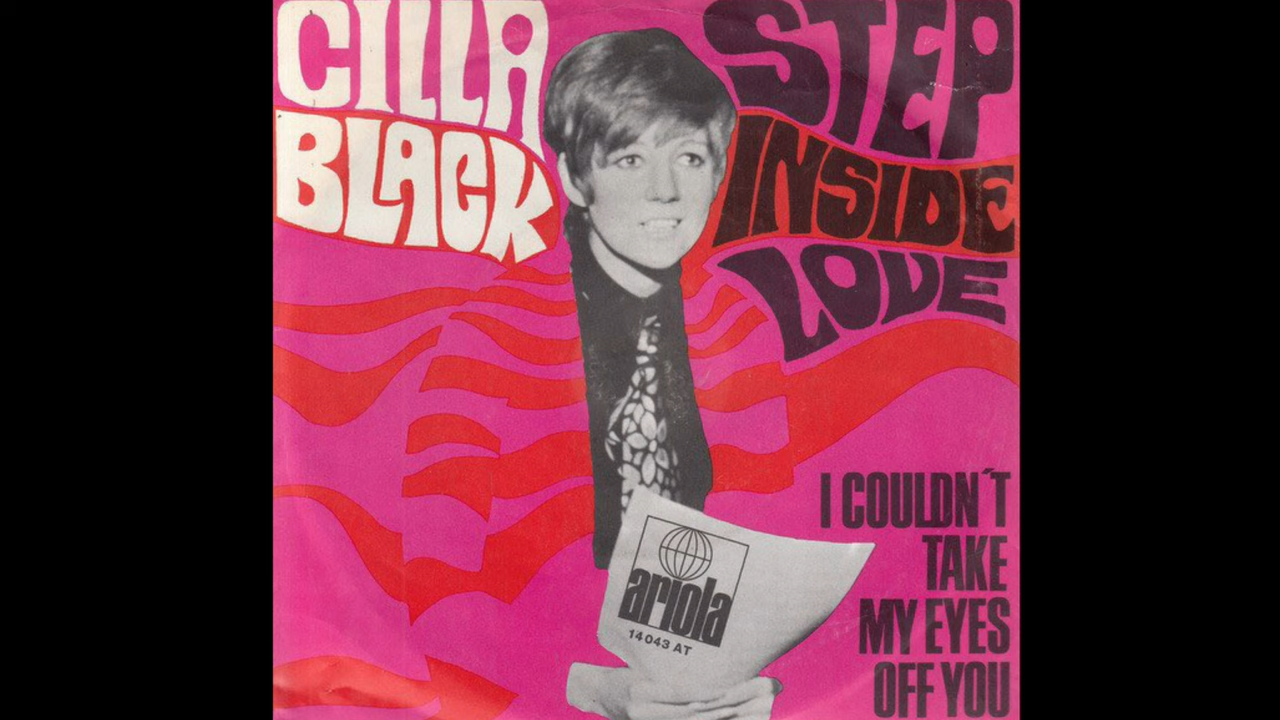 CILLA
BLACK
STEP
INSIDE
LOVE
I COULDN'T
TAKE
MY EYES
OFF YOU
ariola
14 043 AT